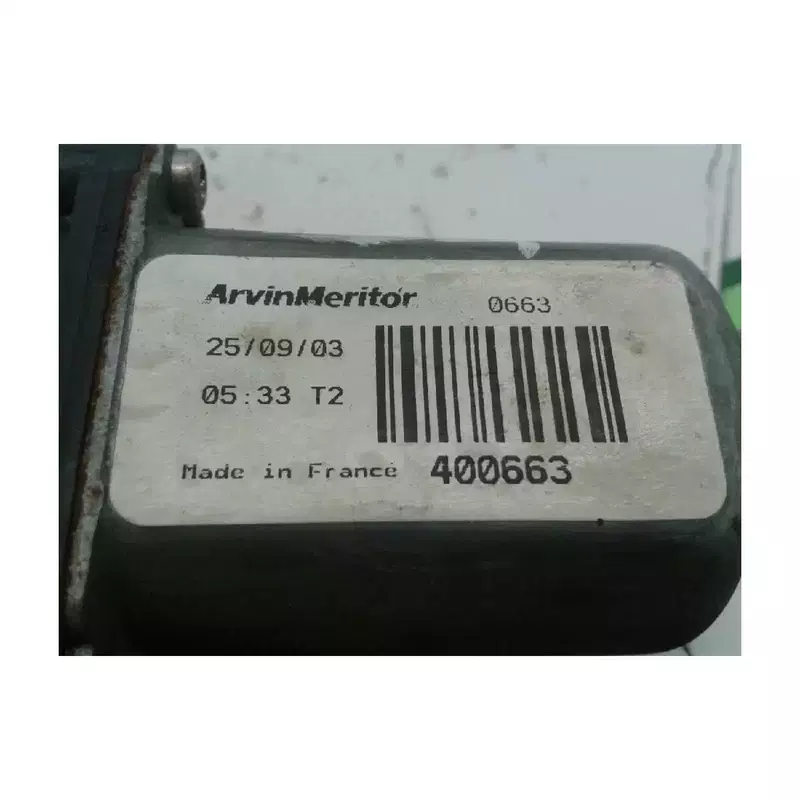 ArvinMeritor 0663
25/09/03
05:33 T2
Made in France 400663